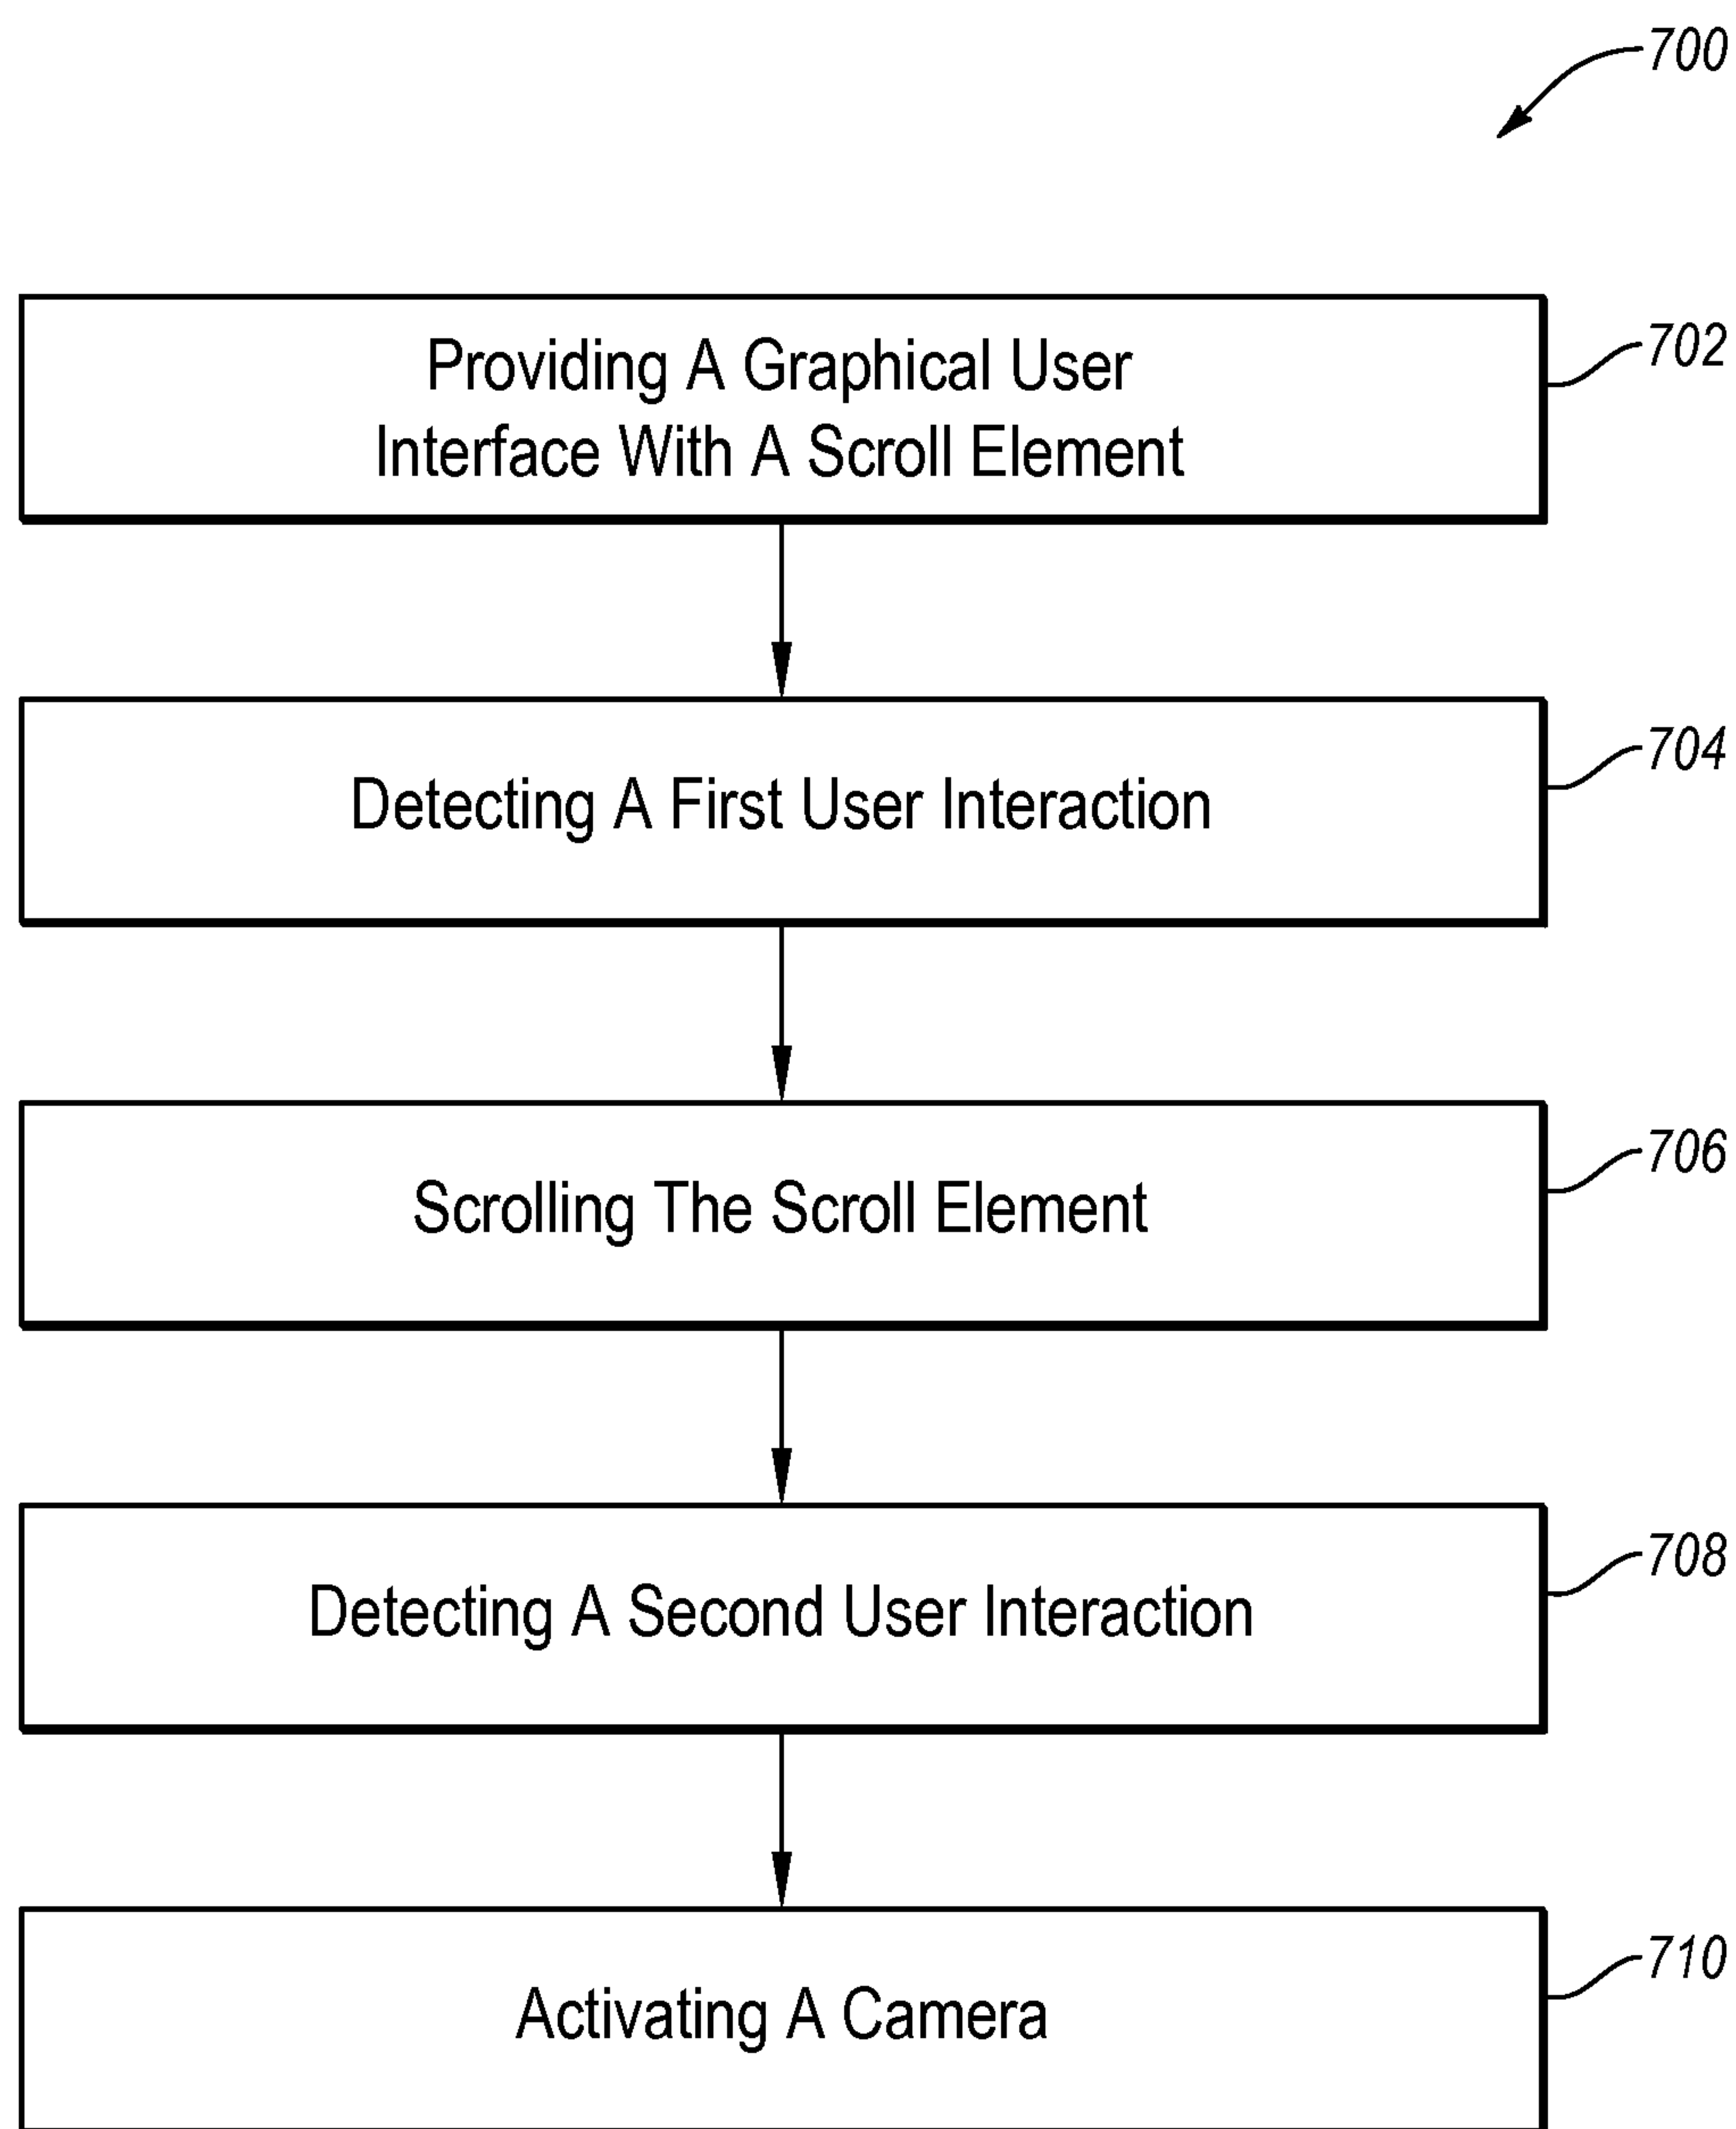 700
Providing A Graphical User
Interface With A Scroll Element
702
Detecting A First User Interaction
704
Scrolling The Scroll Element
706
Detecting A Second User Interaction
708
Activating A Camera
710